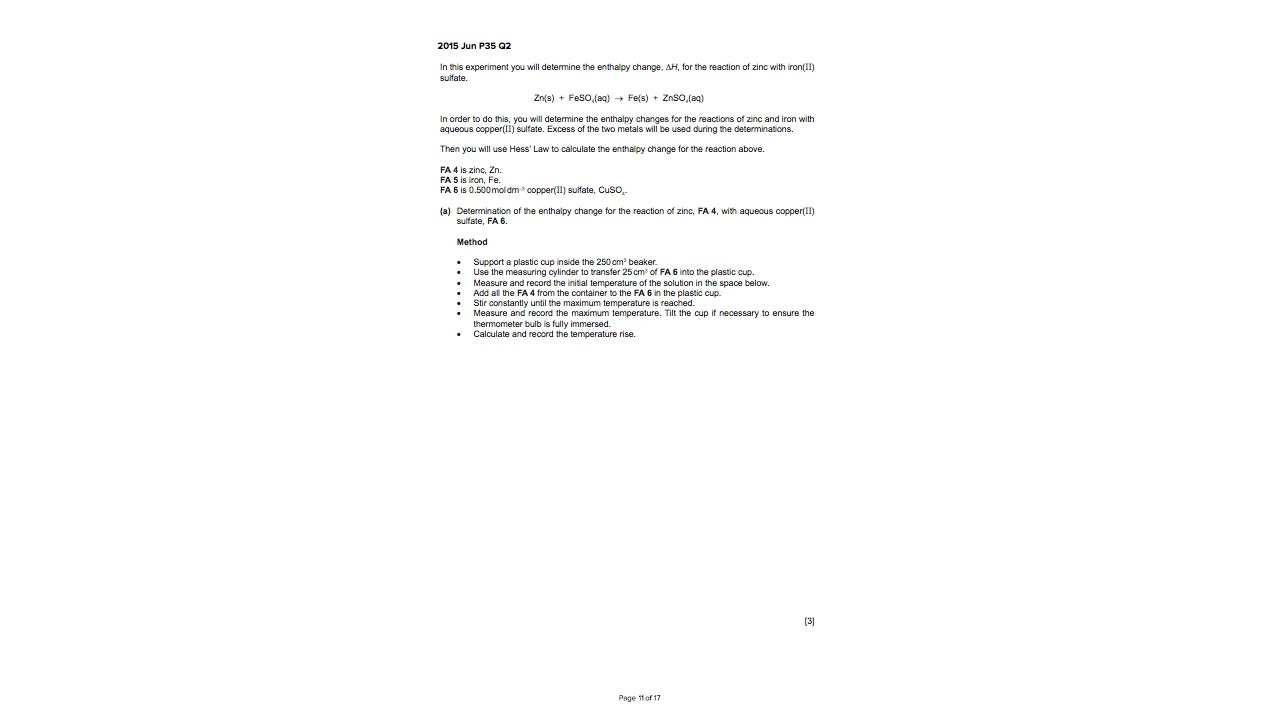 2015 Jun P35 Q2
In this experiment you will determine the enthalpy change, ΔH, for the reaction of zinc with iron(II)
sulfate.
Zn(s) + FeSO₄(aq) → Fe(s) + ZnSO₄(aq)
In order to do this, you will determine the enthalpy changes for the reactions of zinc and iron with
aqueous copper(II) sulfate. Excess of the two metals will be used during the determinations.
Then you will use Hess' Law to calculate the enthalpy change for the reaction above.
FA 4 is zinc, Zn.
FA 5 is iron, Fe.
FA 6 is 0.500 mol dm⁻³ copper(II) sulfate, CuSO₄.
(a) Determination of the enthalpy change for the reaction of zinc, FA 4, with aqueous copper(II)
sulfate, FA 6.
Method
• Support a plastic cup inside the 250 cm³ beaker.
• Use the measuring cylinder to transfer 25 cm³ of FA 6 into the plastic cup.
• Measure and record the initial temperature of the solution in the space below.
• Add all the FA 4 from the container to the FA 6 in the plastic cup.
• Stir constantly until the maximum temperature is reached.
• Measure and record the maximum temperature. Tilt the cup if necessary to ensure the
thermometer bulb is fully immersed.
• Calculate and record the temperature rise.
[3]
Page 11 of 17